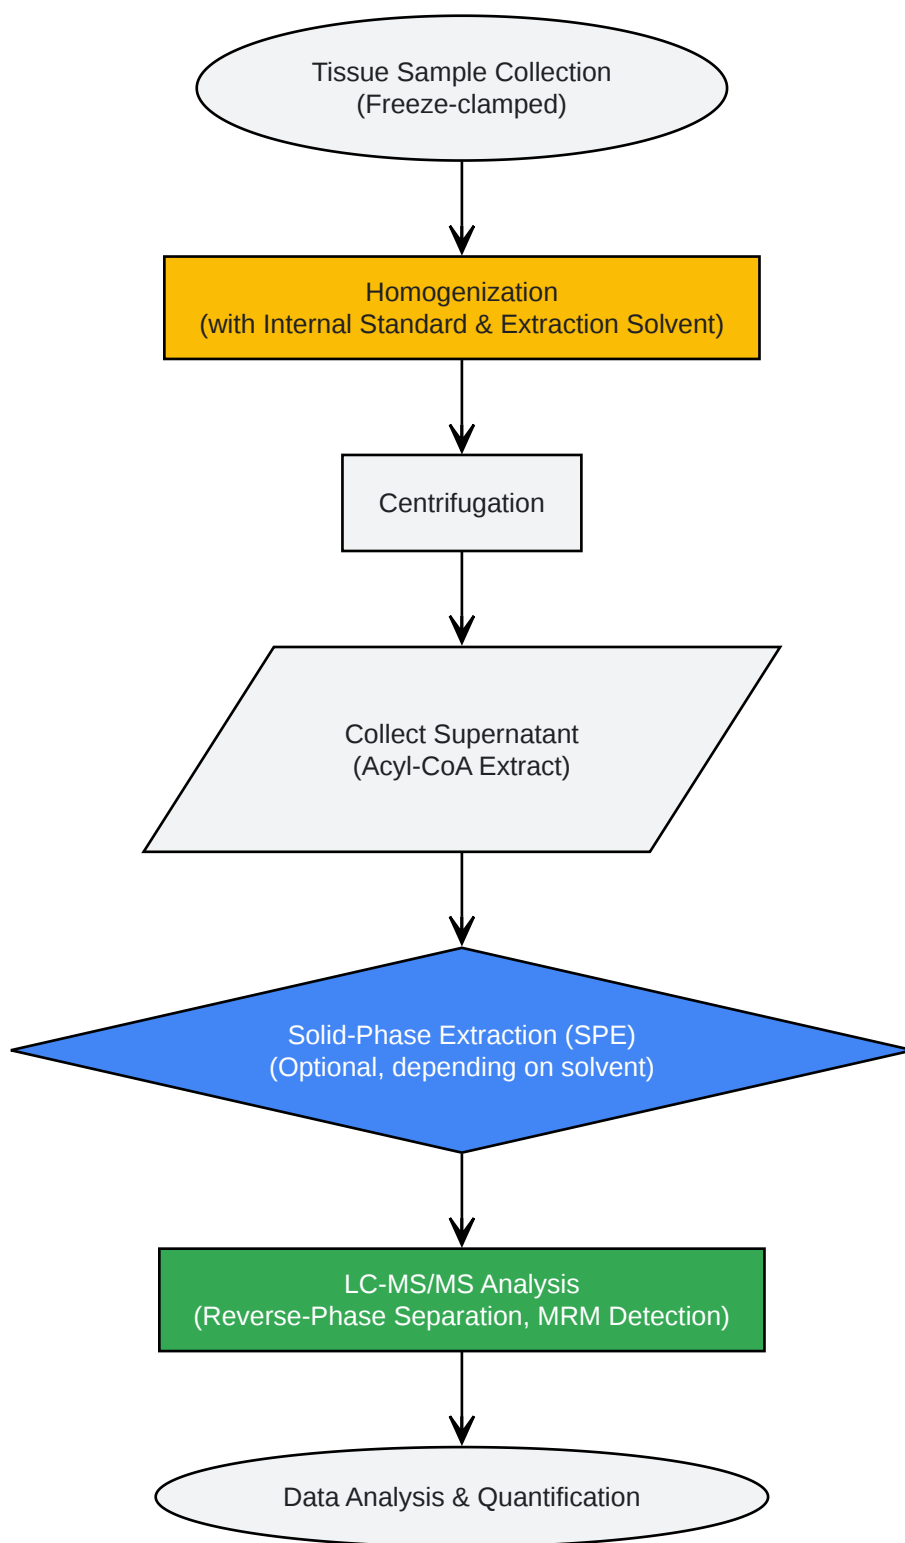 Tissue Sample Collection
(Freeze-clamped)
Homogenization
(with Internal Standard & Extraction Solvent)
Centrifugation
Collect Supernatant
(Acyl-CoA Extract)
Solid-Phase Extraction (SPE)
(Optional, depending on solvent)
LC-MS/MS Analysis
(Reverse-Phase Separation, MRM Detection)
Data Analysis & Quantification